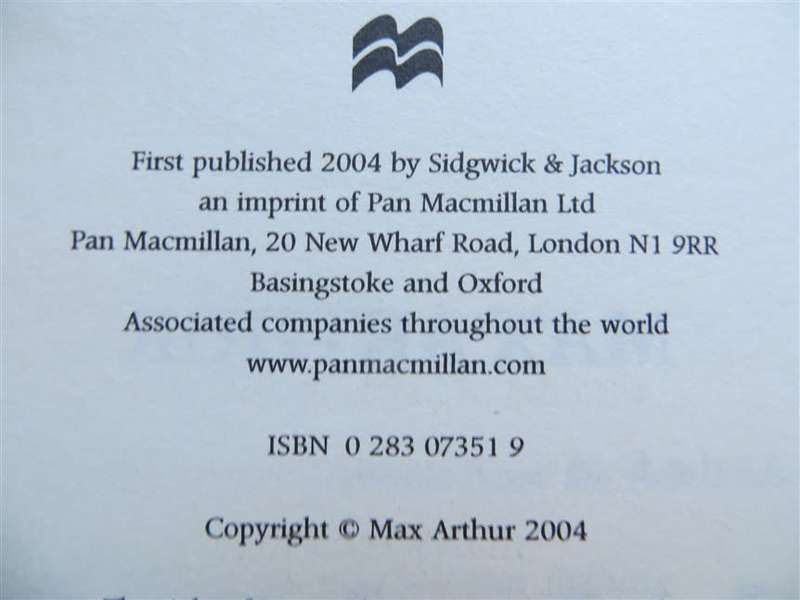 First published 2004 by Sidgwick & Jackson
an imprint of Pan Macmillan Ltd
Pan Macmillan, 20 New Wharf Road, London N1 9RR
Basingstoke and Oxford
Associated companies throughout the world
www.panmacmillan.com
ISBN 0 283 07351 9
Copyright © Max Arthur 2004